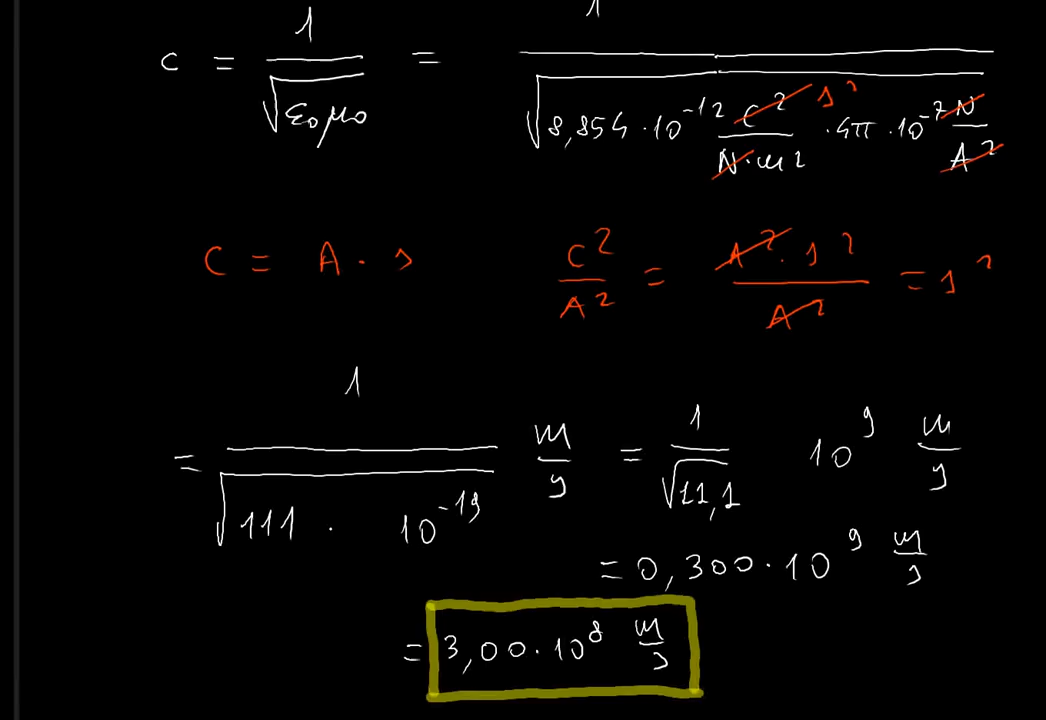 c = 1/√(ε₀μ₀) = 1/√(8,854 · 10⁻¹² C²/(N·m²) s² · 4π · 10⁻⁷ N/A²)
C = A · s    C²/A² = A² · s²/A² = s²
= 1/√(111 · 10⁻¹⁹) m/s = 1/√11,1 10⁹ m/s
= 0,300 · 10⁹ m/s
= 3,00 · 10⁸ m/s